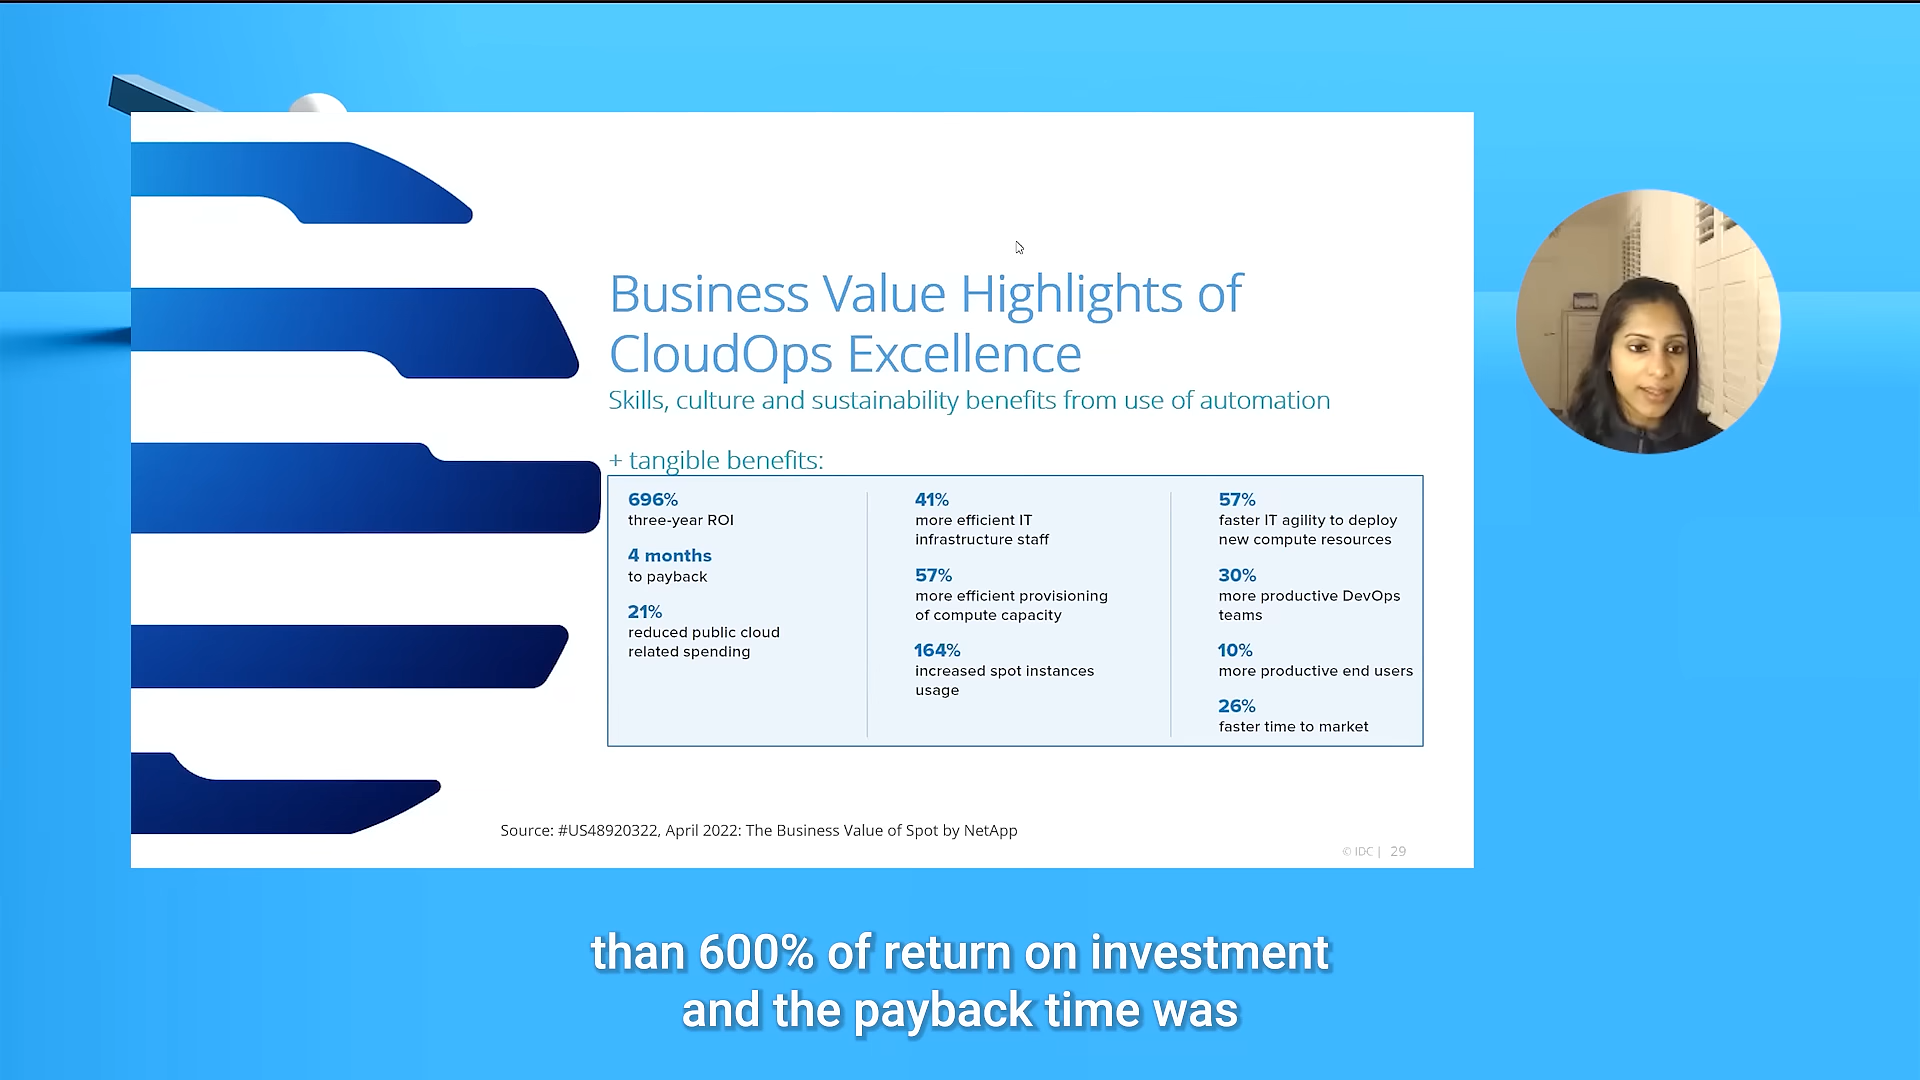 Business Value Highlights of
CloudOps Excellence
Skills, culture and sustainability benefits from use of automation
+ tangible benefits:
696%
three-year ROI
4 months
to payback
21%
reduced public cloud
related spending
41%
more efficient IT
infrastructure staff
57%
more efficient provisioning
of compute capacity
164%
increased spot instances
usage
57%
faster IT agility to deploy
new compute resources
30%
more productive DevOps
teams
10%
more productive end users
26%
faster time to market
Source: #US48920322, April 2022: The Business Value of Spot by NetApp
© IDC | 29
than 600% of return on investment
and the payback time was